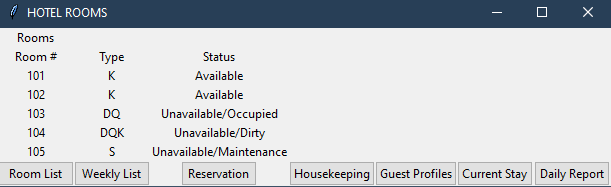 HOTEL ROOMS
Rooms
Room # Type Status
101 K Available
102 K Available
103 DQ Unavailable/Occupied
104 DQK Unavailable/Dirty
105 S Unavailable/Maintenance
Room List Weekly List Reservation Housekeeping Guest Profiles Current Stay Daily Report